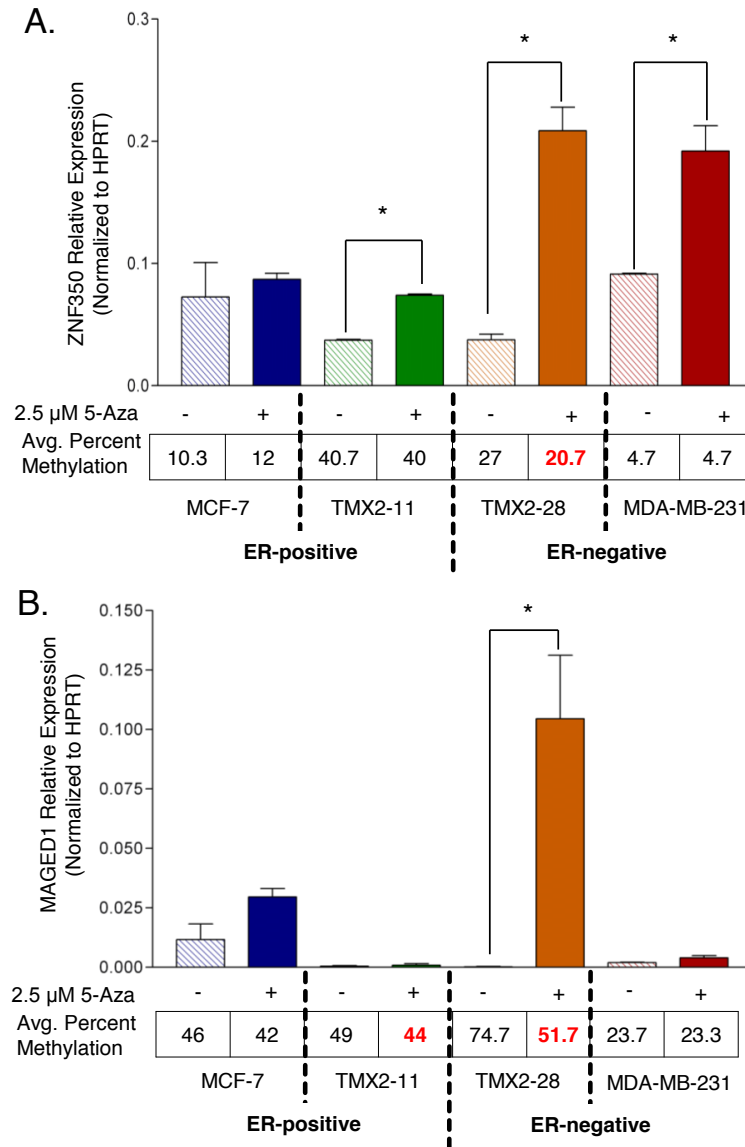 A.
ZNF350 Relative Expression
(Normalized to HPRT)
0.3
0.2
0.1
0.0
*
*
*
2.5 µM 5-Aza - + - + - + - +
Avg. Percent
Methylation
10.3 12 40.7 40 27 20.7 4.7 4.7
MCF-7 TMX2-11 TMX2-28 MDA-MB-231
ER-positive ER-negative
B.
MAGED1 Relative Expression
(Normalized to HPRT)
0.150
0.125
0.100
0.075
0.050
0.025
0.000
*
2.5 µM 5-Aza - + - + - + - +
Avg. Percent
Methylation
46 42 49 44 74.7 51.7 23.7 23.3
MCF-7 TMX2-11 TMX2-28 MDA-MB-231
ER-positive ER-negative